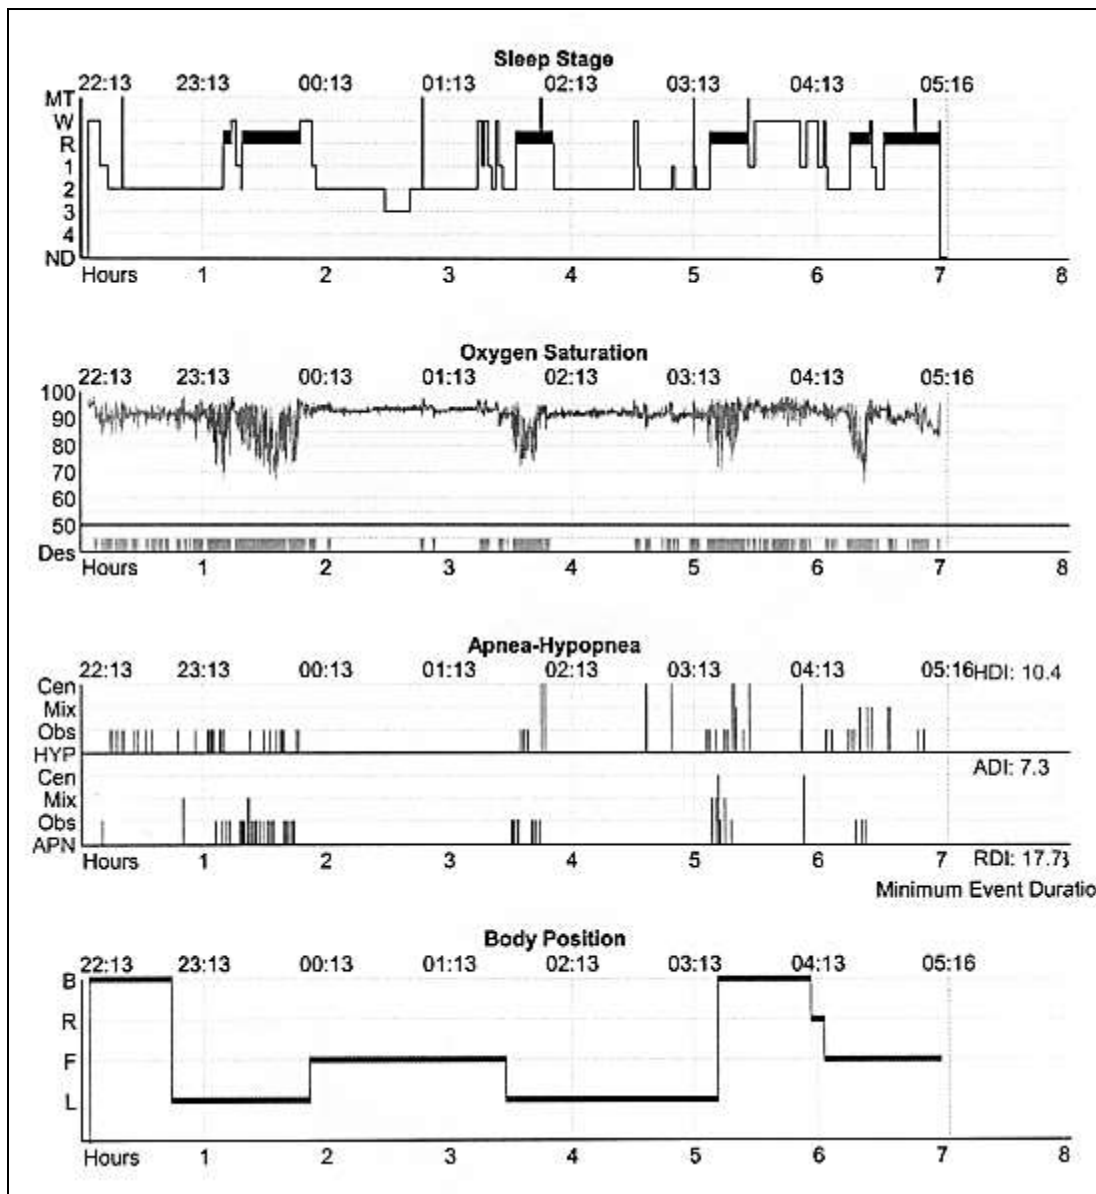 Sleep Stage
22:13 23:13 00:13 01:13 02:13 03:13 04:13 05:16
MT
W
R
1
2
3
4
ND
Hours 1 2 3 4 5 6 7 8
Oxygen Saturation
22:13 23:13 00:13 01:13 02:13 03:13 04:13 05:16
100
90
80
70
60
50
Des
Hours 1 2 3 4 5 6 7 8
Apnea-Hypopnea
22:13 23:13 00:13 01:13 02:13 03:13 04:13 05:16 HDI: 10.4
Cen
Mix
Obs
HYP
Cen ADI: 7.3
Mix
Obs
APN
Hours 1 2 3 4 5 6 7 RDI: 17.7
Minimum Event Duratio
Body Position
22:13 23:13 00:13 01:13 02:13 03:13 04:13 05:16
B
R
F
L
Hours 1 2 3 4 5 6 7 8